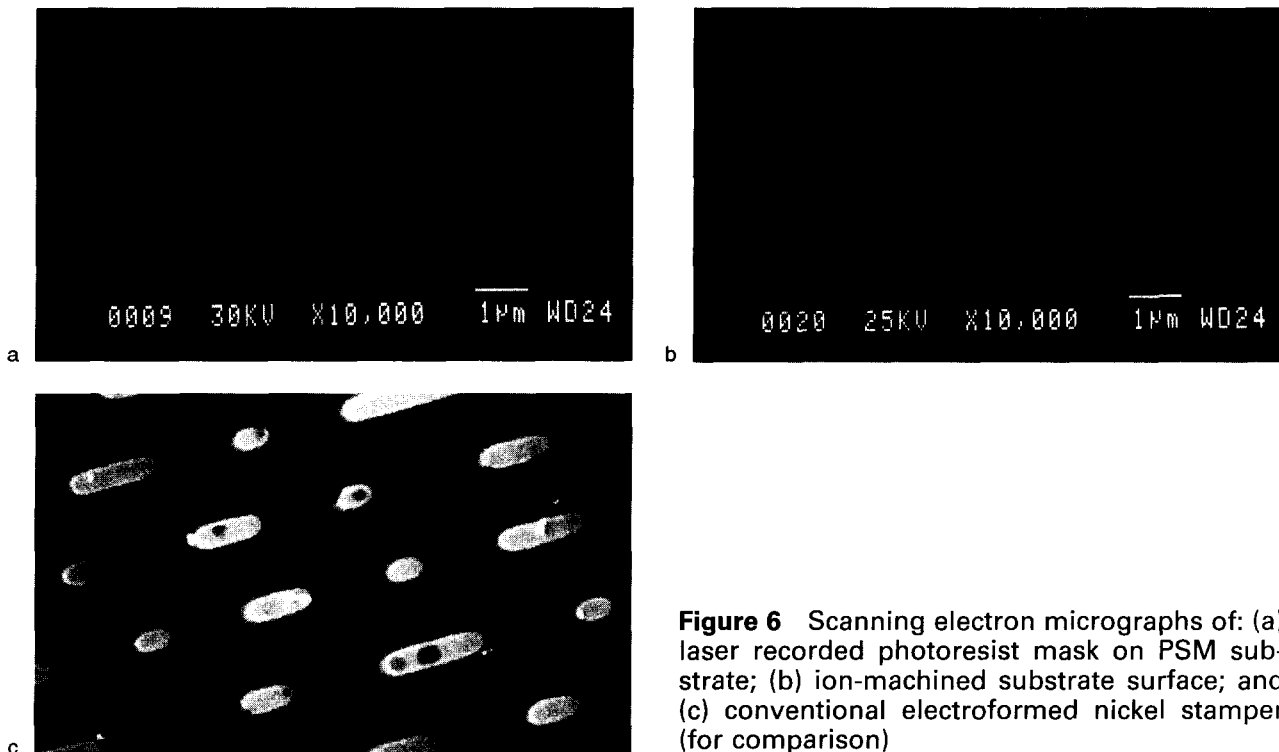 0009 30KV X10,000 1µm WD24
a
0020 25KV X10,000 1µm WD24
b
c
Figure 6 Scanning electron micrographs of: (a)
laser recorded photoresist mask on PSM sub-
strate; (b) ion-machined substrate surface; and
(c) conventional electroformed nickel stamper
(for comparison)